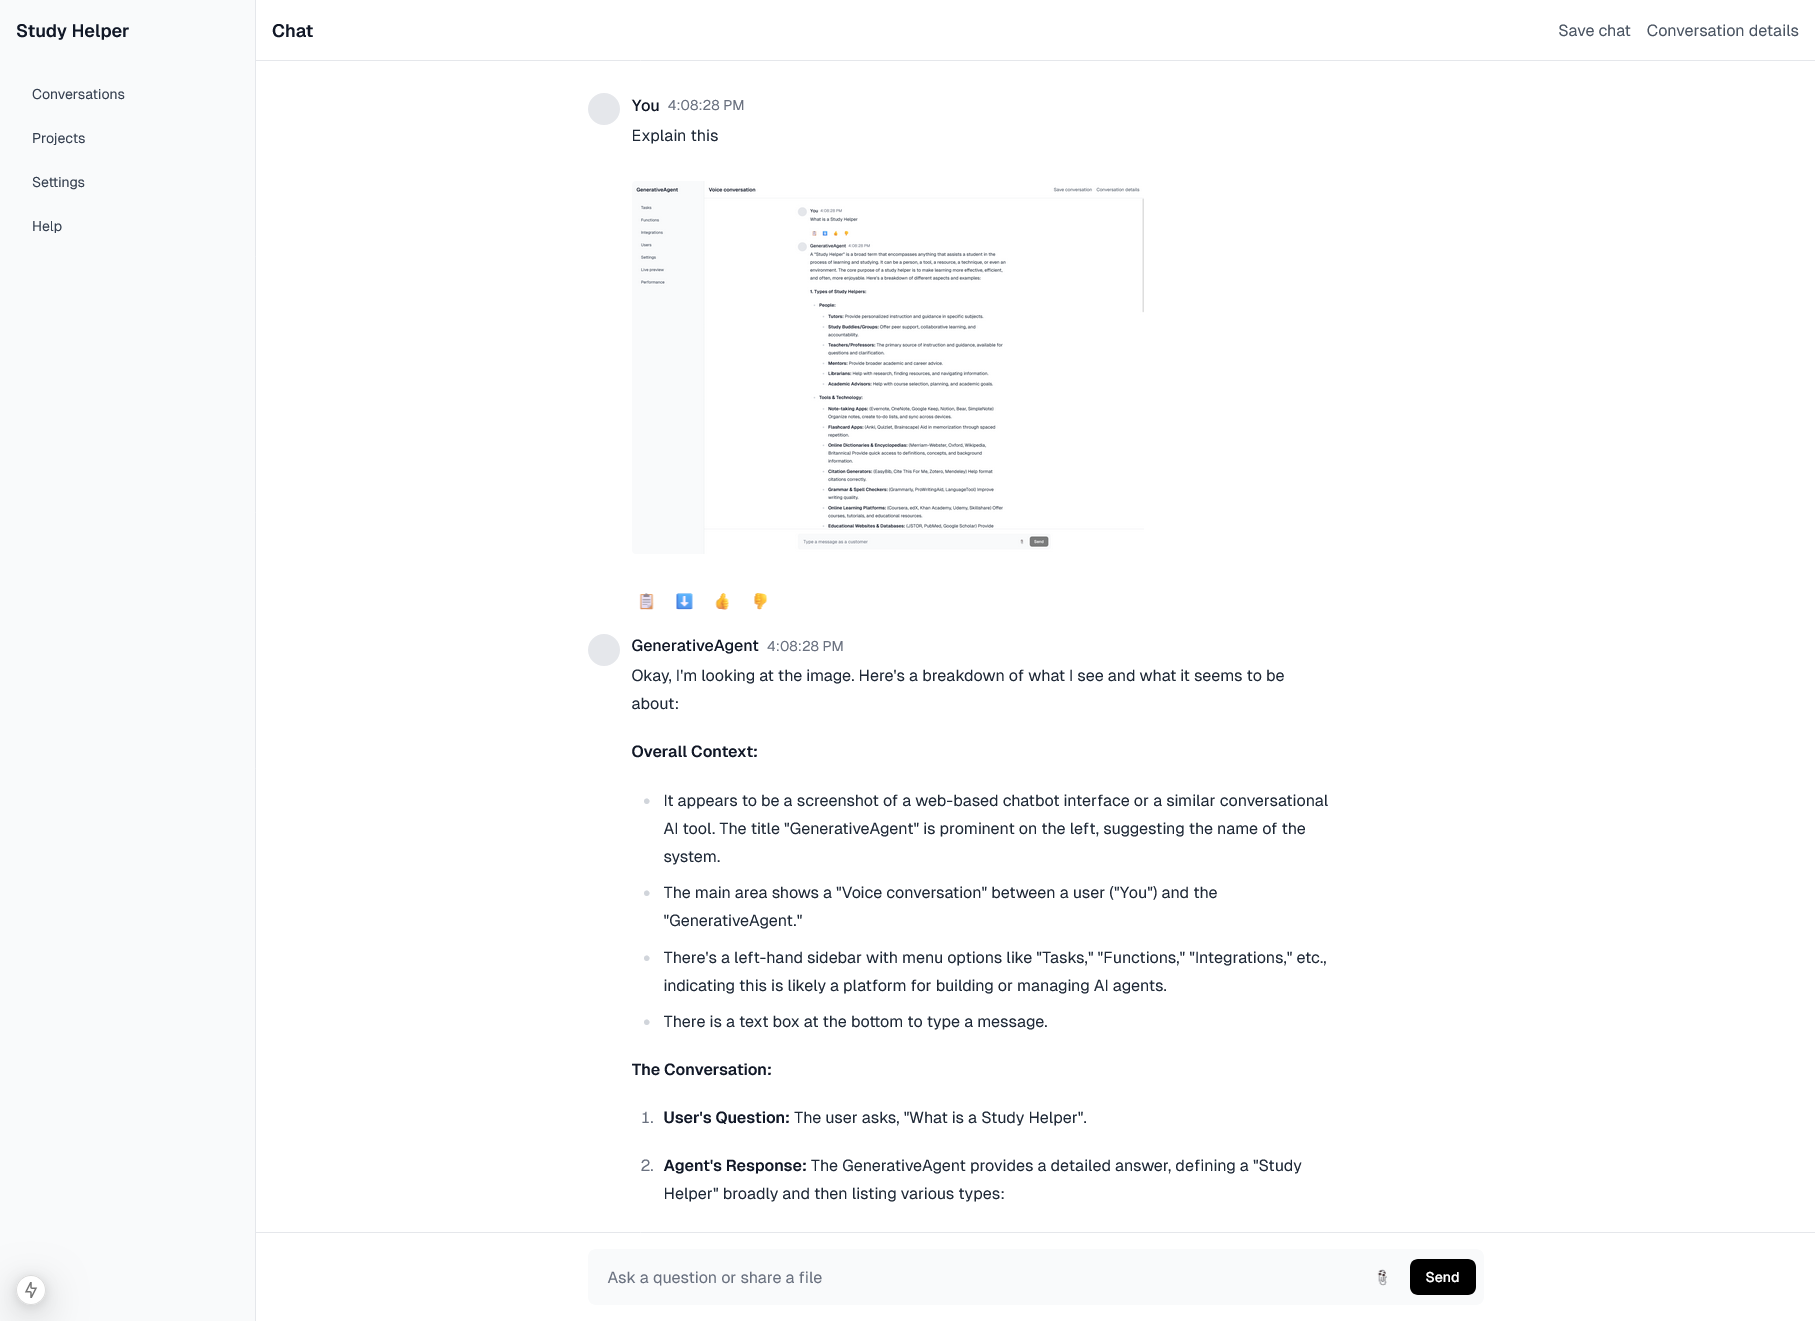 Study Helper
Conversations
Projects
Settings
Help
Chat
Save chat
Conversation details
You 4:08:28 PM
Explain this
GenerativeAgent
Tasks
Functions
Integrations
Users
Settings
Live preview
Performance
Voice conversation
Save conversation
Conversation details
You 4:08:28 PM
What is a Study Helper
GenerativeAgent 4:08:28 PM
A "Study Helper" is a broad term that encompasses anything that assists a student in the
process of learning and studying. It can be a person, a tool, a resource, a technique, or even an
environment. The core purpose of a study helper is to make learning more effective, efficient,
and often, more enjoyable. Here's a breakdown of different aspects and examples:
1. Types of Study Helpers:
People:
Tutors: Provide personalized instruction and guidance in specific subjects.
Study Buddies/Groups: Offer peer support, collaborative learning, and
accountability.
Teachers/Professors: The primary source of instruction and guidance, available for
questions and clarification.
Mentors: Provide broader academic and career advice.
Librarians: Help with research, finding resources, and navigating information.
Academic Advisors: Help with course selection, planning, and academic goals.
Tools & Technology:
Note-taking Apps: (Evernote, OneNote, Google Keep, Notion, Bear, SimpleNote)
Organize notes, create to-do lists, and sync across devices.
Flashcard Apps: (Anki, Quizlet, Brainscape) Aid in memorization through spaced
repetition.
Online Dictionaries & Encyclopedias: (Merriam-Webster, Oxford, Wikipedia,
Britannica) Provide quick access to definitions, concepts, and background
information.
Citation Generators: (EasyBib, Cite This For Me, Zotero, Mendeley) Help format
citations correctly.
Grammar & Spell Checkers: (Grammarly, ProWritingAid, LanguageTool) Improve
writing quality.
Online Learning Platforms: (Coursera, edX, Khan Academy, Udemy, Skillshare) Offer
courses, tutorials, and educational resources.
Educational Websites & Databases: (JSTOR, PubMed, Google Scholar) Provide
Type a message as a customer
Send
GenerativeAgent 4:08:28 PM
Okay, I'm looking at the image. Here's a breakdown of what I see and what it seems to be
about:
Overall Context:
It appears to be a screenshot of a web-based chatbot interface or a similar conversational
AI tool. The title "GenerativeAgent" is prominent on the left, suggesting the name of the
system.
The main area shows a "Voice conversation" between a user ("You") and the
"GenerativeAgent."
There's a left-hand sidebar with menu options like "Tasks," "Functions," "Integrations," etc.,
indicating this is likely a platform for building or managing AI agents.
There is a text box at the bottom to type a message.
The Conversation:
1. User's Question: The user asks, "What is a Study Helper".
2. Agent's Response: The GenerativeAgent provides a detailed answer, defining a "Study
Helper" broadly and then listing various types:
Ask a question or share a file
Send